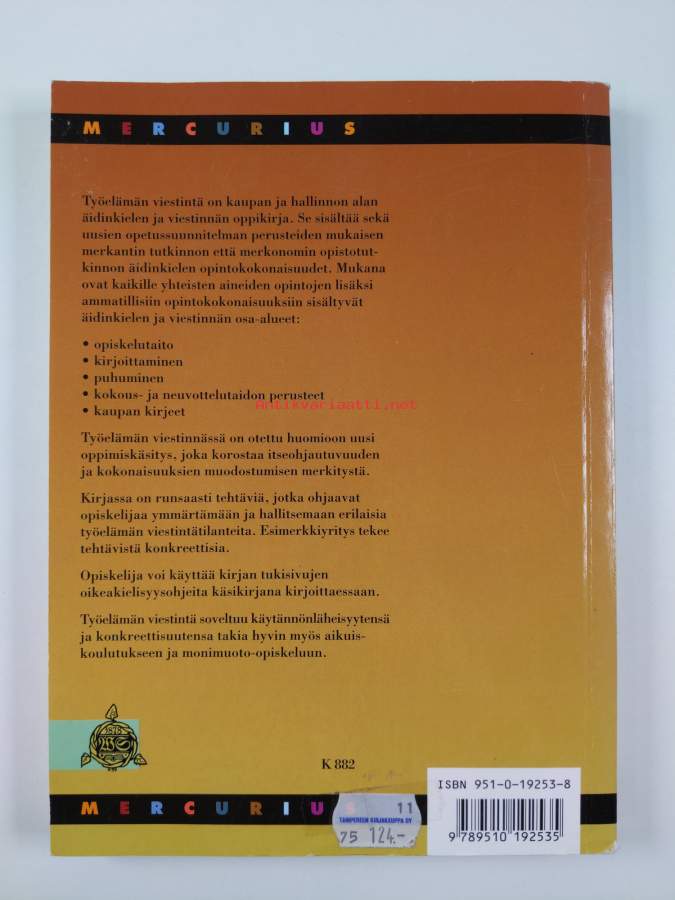 MERCURIUS
Työelämän viestintä on kaupan ja hallinnon alan
äidinkielen ja viestinnän oppikirja. Se sisältää sekä
uusien opetussuunnitelman perusteiden mukaisen
merkantin tutkinnon että merkonomin opistotut-
kinnon äidinkielen opintokokonaisuudet. Mukana
ovat kaikille yhteisten aineiden opintojen lisäksi
ammatillisiin opintokokonaisuuksiin sisältyvät
äidinkielen ja viestinnän osa-alueet:
• opiskelutaito
• kirjoittaminen
• puhuminen
• kokous- ja neuvottelutaidon perusteet
• kaupan kirjeet
Antikvariaatti.net
Työelämän viestinnässä on otettu huomioon uusi
oppimiskäsitys, joka korostaa itseohjautuvuuden
ja kokonaisuuksien muodostumisen merkitystä.
Kirjassa on runsaasti tehtäviä, jotka ohjaavat
opiskelijaa ymmärtämään ja hallitsemaan erilaisia
työelämän viestintätilanteita. Esimerkkiyritys tekee
tehtävistä konkreettisia.
Opiskelija voi käyttää kirjan tukisivujen
oikeakielisyysohjeita käsikirjana kirjoittaessaan.
Työelämän viestintä soveltuu käytännönläheisyytensä
ja konkreettisuutensa takia hyvin myös aikuis-
koulutukseen ja monimuoto-opiskeluun.
1878
WS
K 882
ISBN 951-0-19253-8
9 789510 192535
MERCURIUS
11
TAMPEREEN KIRJAKAUPPA OY
75 124.-